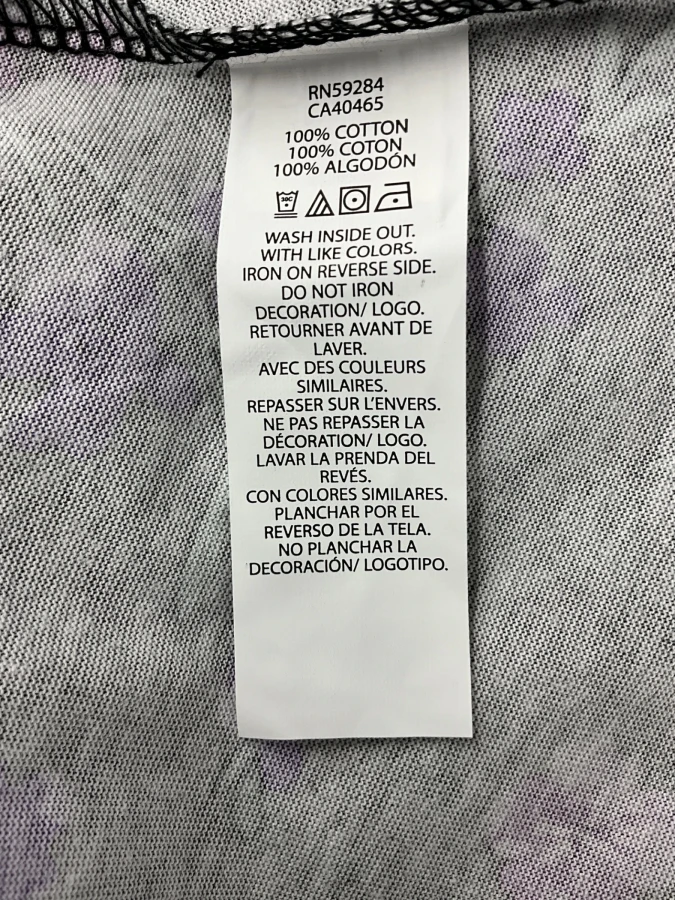 RN59284
CA40465
100% COTTON
100% COTON
100% ALGODÓN
30C
WASH INSIDE OUT.
WITH LIKE COLORS.
IRON ON REVERSE SIDE.
DO NOT IRON
DECORATION/ LOGO.
RETOURNER AVANT DE
LAVER.
AVEC DES COULEURS
SIMILAIRES.
REPASSER SUR L'ENVERS.
NE PAS REPASSER LA
DÉCORATION/ LOGO.
LAVAR LA PRENDA DEL
REVÉS.
CON COLORES SIMILARES.
PLANCHAR POR EL
REVERSO DE LA TELA.
NO PLANCHAR LA
DECORACIÓN/ LOGOTIPO.